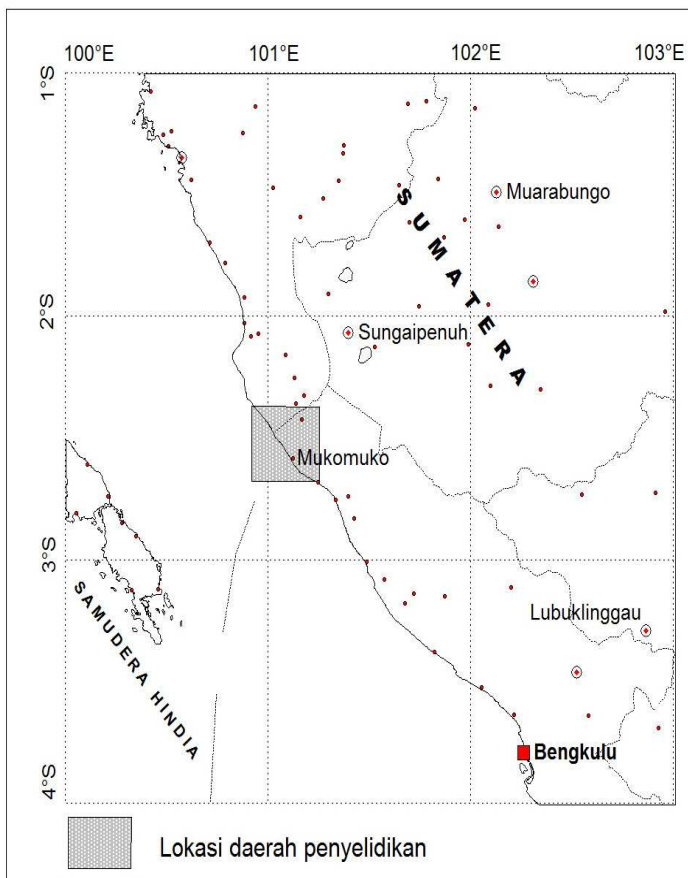 100°E 101°E 102°E 103°E
1°S
Muarabungo
SUMATERA
2°S
Sungaipenuh
Mukomuko
3°S
SAMUDERA HINDIA
Lubuklinggau
Bengkulu
4°S
Lokasi daerah penyelidikan